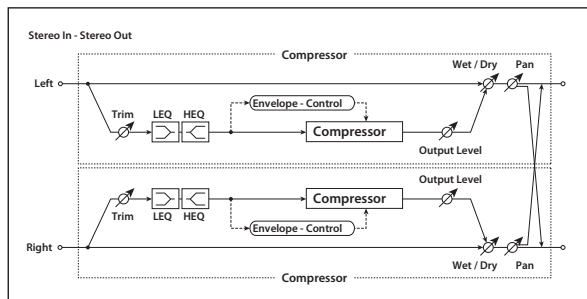 Stereo In - Stereo Out
Compressor
Wet / Dry Pan
Left
Trim LEQ HEQ
Envelope - Control
Compressor
Output Level
Output Level
Compressor
Trim LEQ HEQ
Envelope - Control
Right
Wet / Dry Pan
Compressor